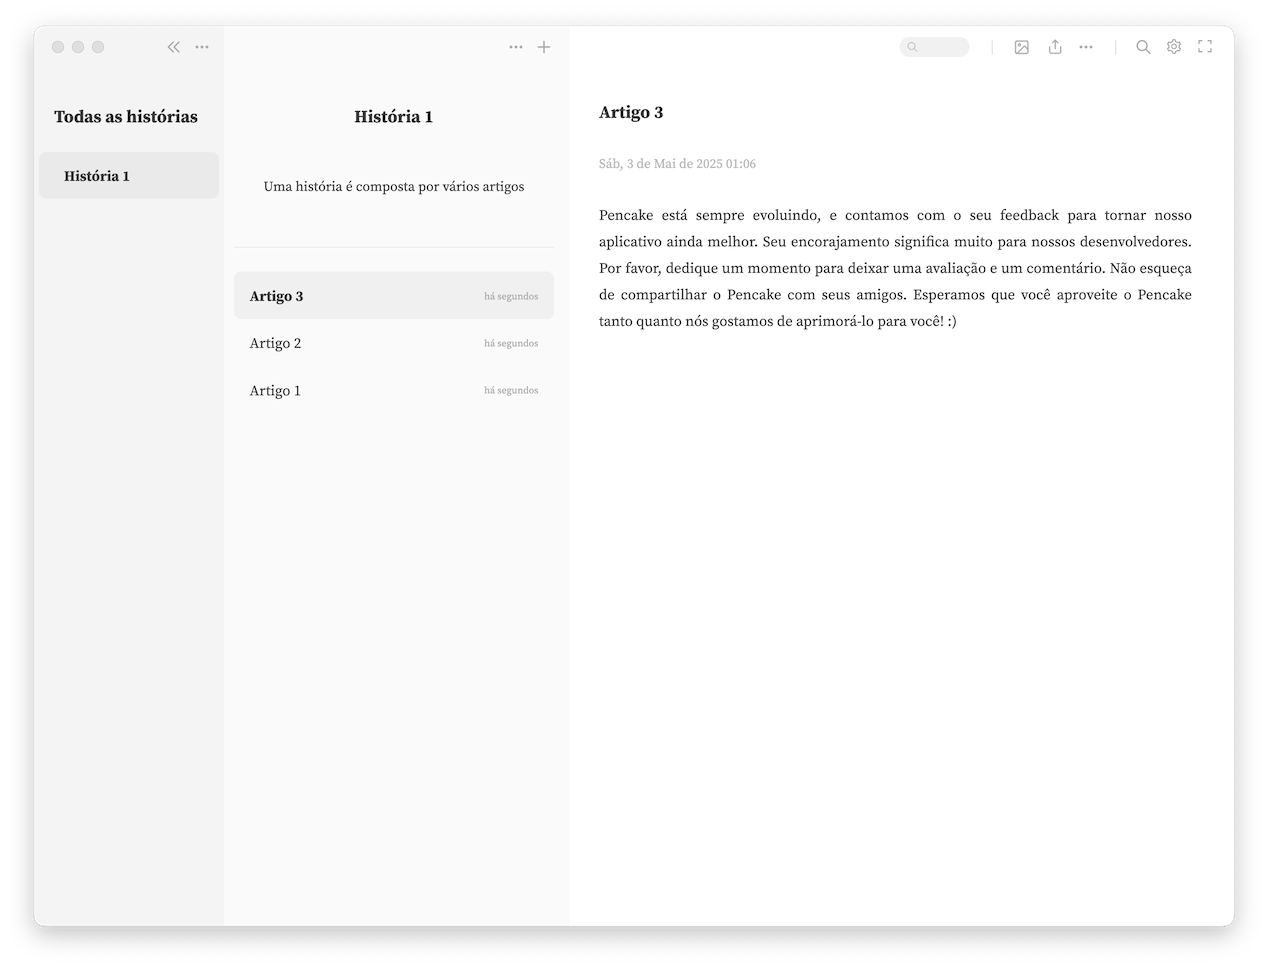 Todas as histórias
História 1
História 1
Uma história é composta por vários artigos
Artigo 3
há segundos
Artigo 2
há segundos
Artigo 1
há segundos
Artigo 3
Sáb, 3 de Mai de 2025 01:06
Pencake está sempre evoluindo, e contamos com o seu feedback para tornar nosso
aplicativo ainda melhor. Seu encorajamento significa muito para nossos desenvolvedores.
Por favor, dedique um momento para deixar uma avaliação e um comentário. Não esqueça
de compartilhar o Pencake com seus amigos. Esperamos que você aproveite o Pencake
tanto quanto nós gostamos de aprimorá-lo para você! :)